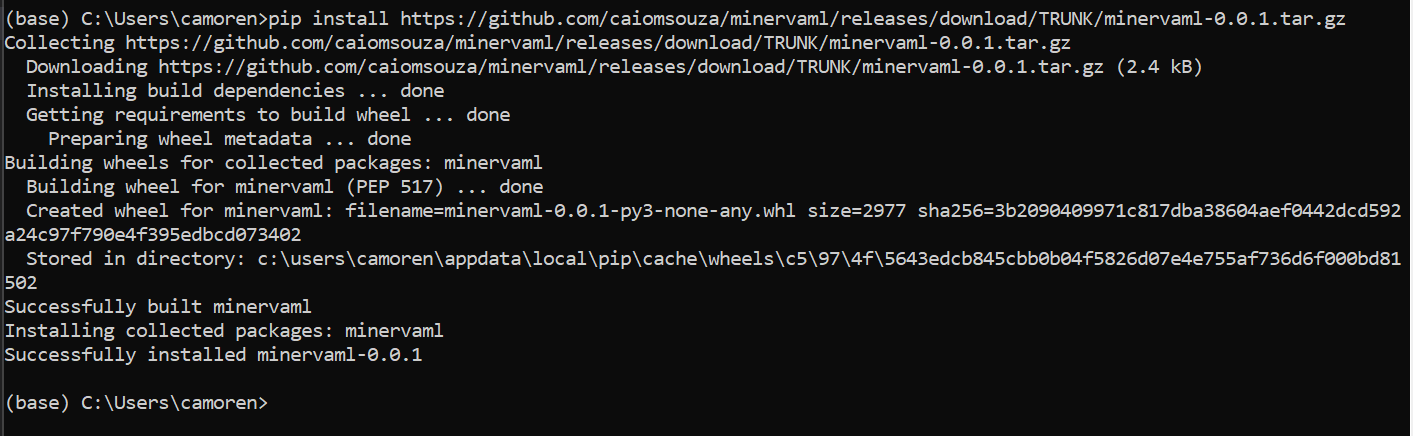 (base) C:\Users\camoren>pip install https://github.com/caiomsouza/minervaml/releases/download/TRUNK/minervaml-0.0.1.tar.gz
Collecting https://github.com/caiomsouza/minervaml/releases/download/TRUNK/minervaml-0.0.1.tar.gz
  Downloading https://github.com/caiomsouza/minervaml/releases/download/TRUNK/minervaml-0.0.1.tar.gz (2.4 kB)
  Installing build dependencies ... done
  Getting requirements to build wheel ... done
    Preparing wheel metadata ... done
Building wheels for collected packages: minervaml
  Building wheel for minervaml (PEP 517) ... done
  Created wheel for minervaml: filename=minervaml-0.0.1-py3-none-any.whl size=2977 sha256=3b2090409971c817dba38604aef0442dcd592
a24c97f790e4f395edbcd073402
  Stored in directory: c:\users\camoren\appdata\local\pip\cache\wheels\c5\97\4f\5643edcb845cbb0b04f5826d07e4e755af736d6f000bd81
502
Successfully built minervaml
Installing collected packages: minervaml
Successfully installed minervaml-0.0.1
(base) C:\Users\camoren>